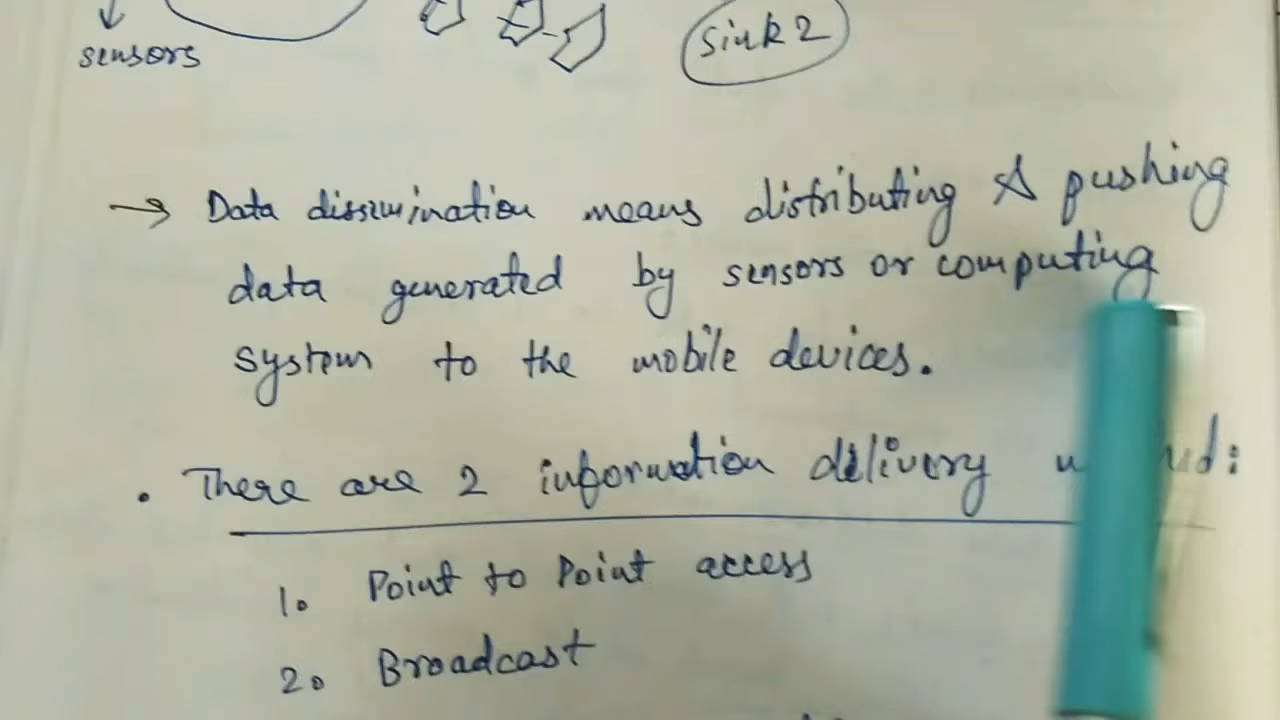 sensors
Sink 2
→ Data dissimination means distributing & pushing
data generated by sensors or computing
system to the mobile devices.
• There are 2 information delivery
1. Point to Point access
2. Broadcast